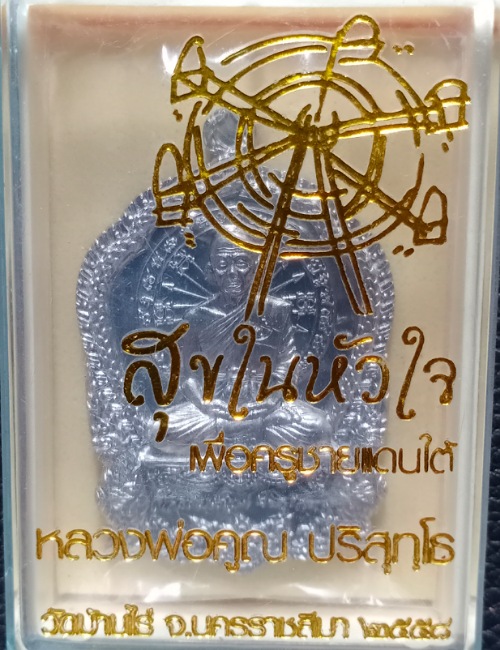 สุขในหัวใจ
เพื่อครูชายแดนใต้
หลวงพ่อคูณ ปริสุทฺโธ
วัดบ้านไร่ จ.นครราชสีมา ๒๕๕๘